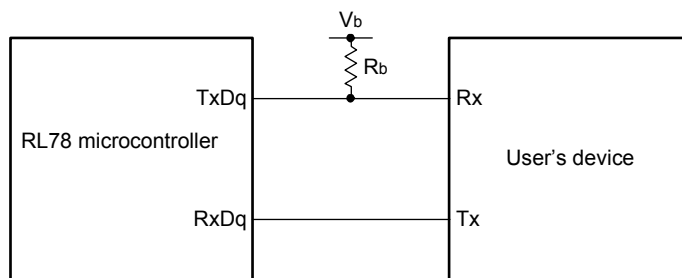 Vb
Rb
TxDq
Rx
RL78 microcontroller
User's device
RxDq
Tx